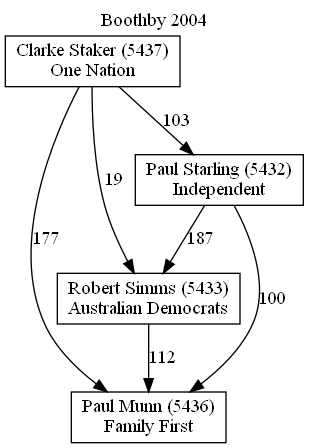 Boothby 2004
Clarke Staker (5437)
One Nation
103
Paul Starling (5432)
Independent
19
177
187
100
Robert Simms (5433)
Australian Democrats
112
Paul Munn (5436)
Family First